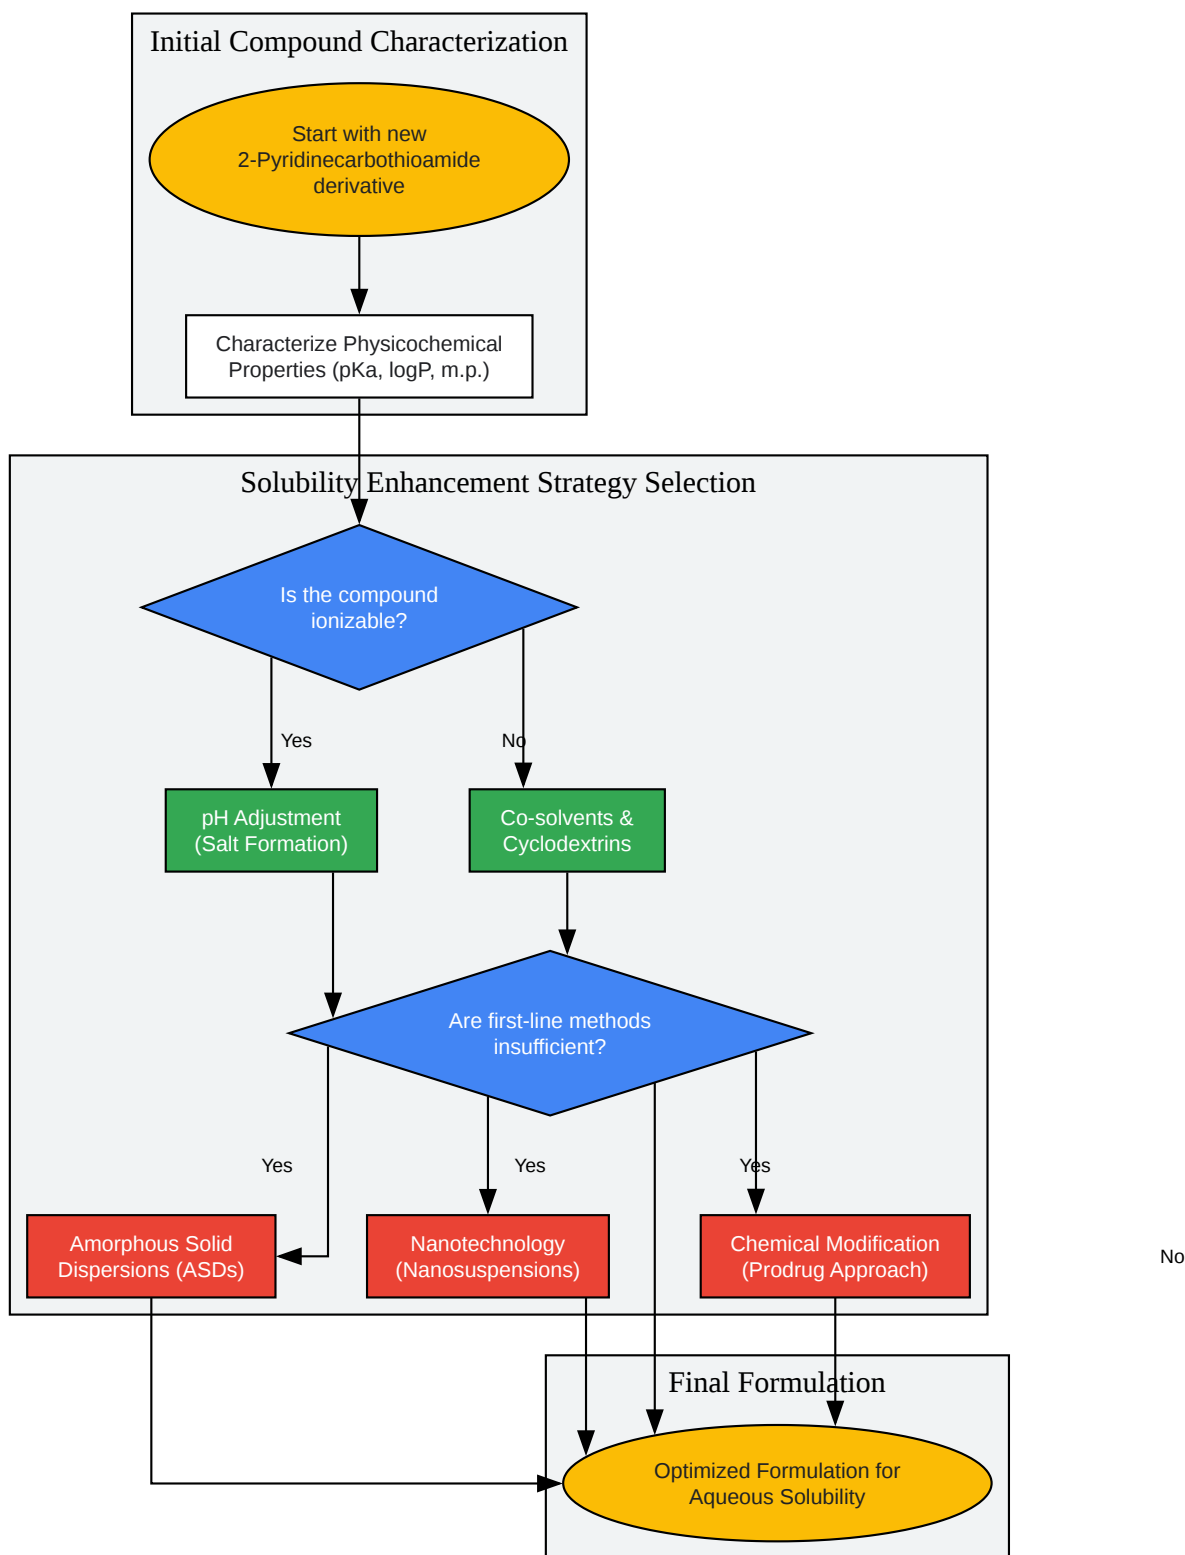 Initial Compound Characterization
Start with new
2-Pyridinecarbothioamide
derivative
Characterize Physicochemical
Properties (pKa, logP, m.p.)
Solubility Enhancement Strategy Selection
Is the compound
ionizable?
Yes
No
pH Adjustment
(Salt Formation)
Co-solvents &
Cyclodextrins
Are first-line methods
insufficient?
Yes
Yes
Yes
Amorphous Solid
Dispersions (ASDs)
Nanotechnology
(Nanosuspensions)
Chemical Modification
(Prodrug Approach)
No
Final Formulation
Optimized Formulation for
Aqueous Solubility